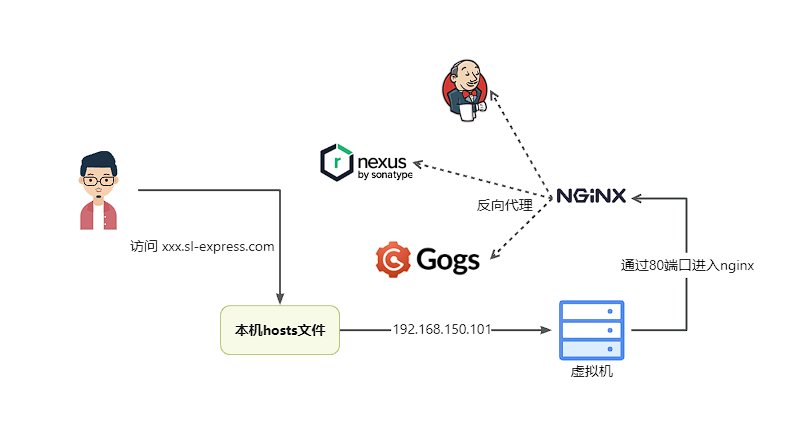 nexus
by sonatype
r
NGINX
反向代理
Gogs
访问 xxx.sl-express.com
通过80端口进入nginx
本机hosts文件
192.168.150.101
虚拟机